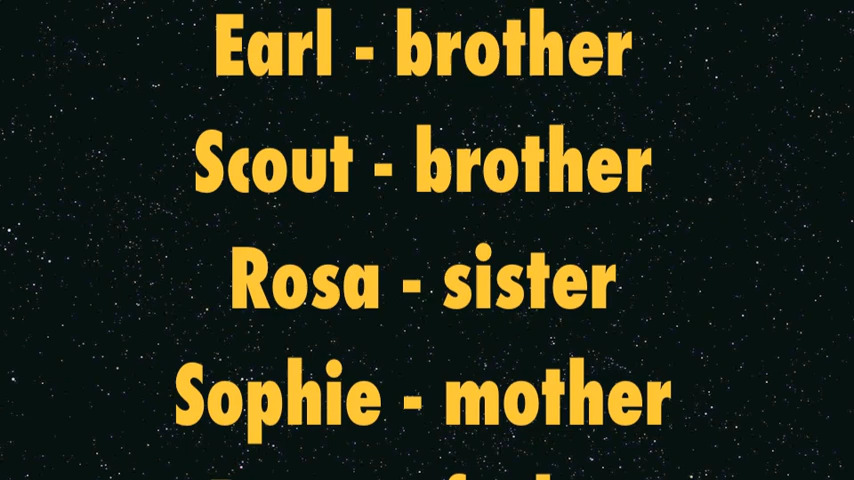 Earl - brother
Scout - brother
Rosa - sister
Sophie - mother